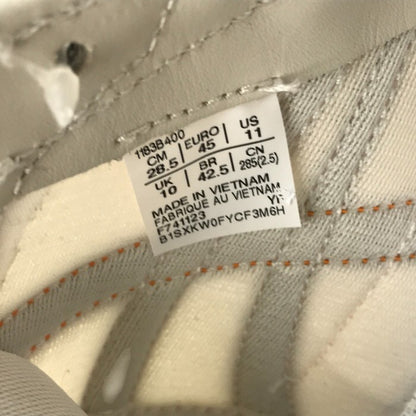 1183B400
CM EURO US
28.5 45 11
UK BR CN
10 42.5 285(2.5)
MADE IN VIETNAM
FABRIQUE AU VIETNAM
F741123 YR
B1SXKW0FYCF3M6H